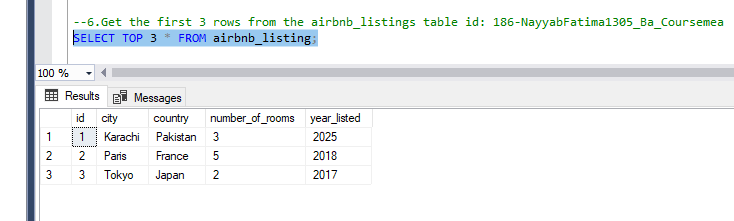 --6.Get the first 3 rows from the airbnb_listings table id: 186-NayyabFatima1305_Ba_Coursemea
SELECT TOP 3 * FROM airbnb_listing;
100 %
Results Messages
id city country number_of_rooms year_listed
1 1 Karachi Pakistan 3 2025
2 2 Paris France 5 2018
3 3 Tokyo Japan 2 2017